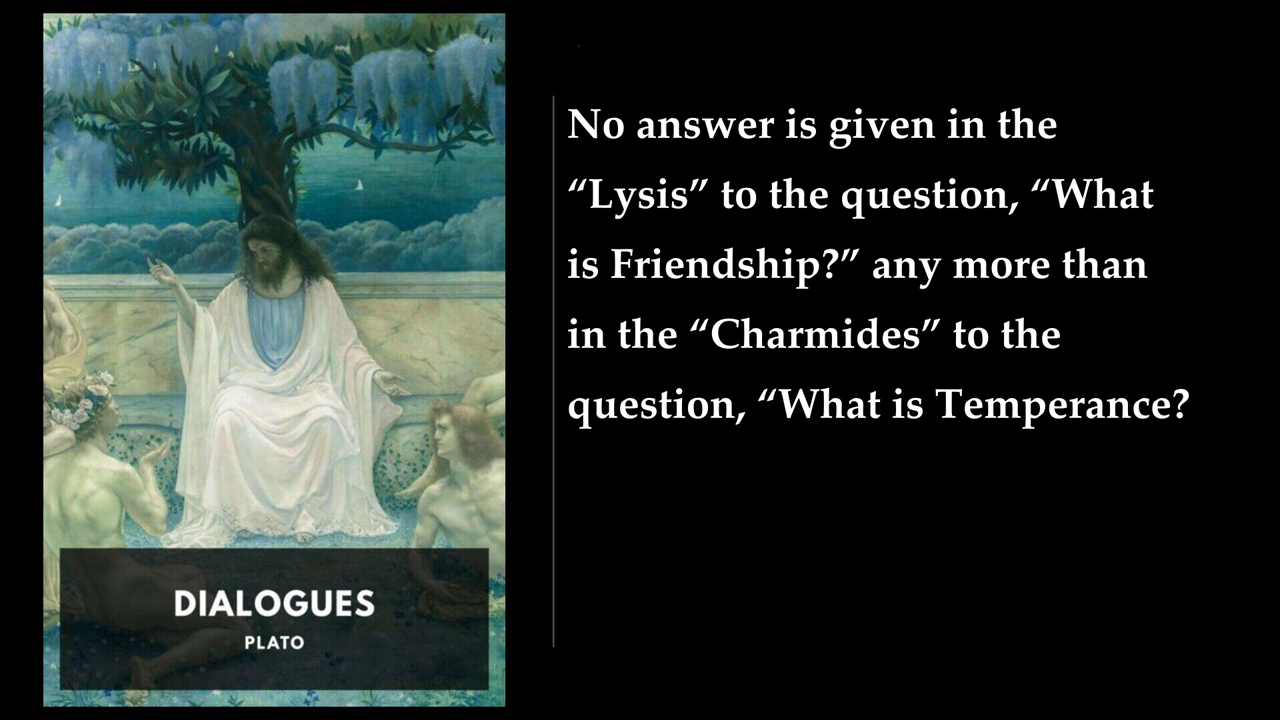 No answer is given in the
“Lysis” to the question, “What
is Friendship?” any more than
in the “Charmides” to the
question, “What is Temperance?
DIALOGUES
PLATO